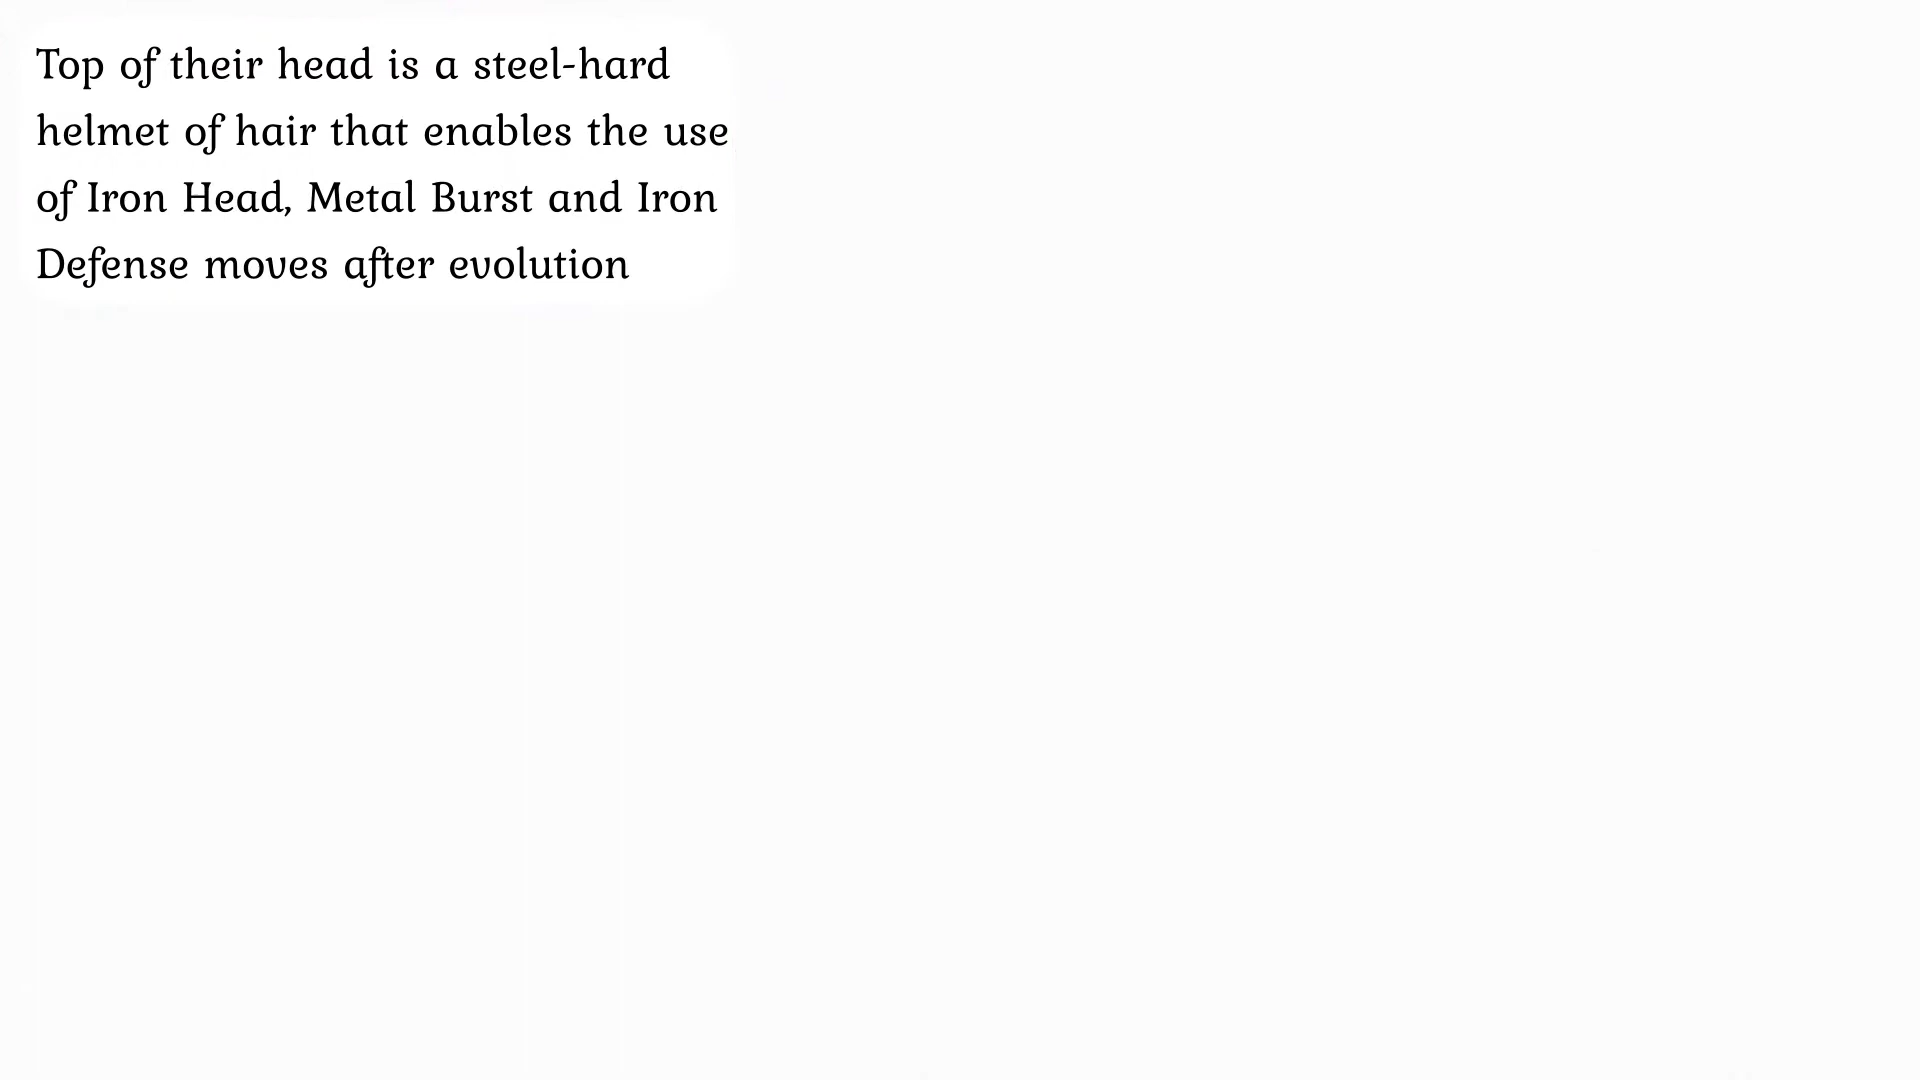 Top of their head is a steel-hard
helmet of hair that enables the use
of Iron Head, Metal Burst and Iron
Defense moves after evolution